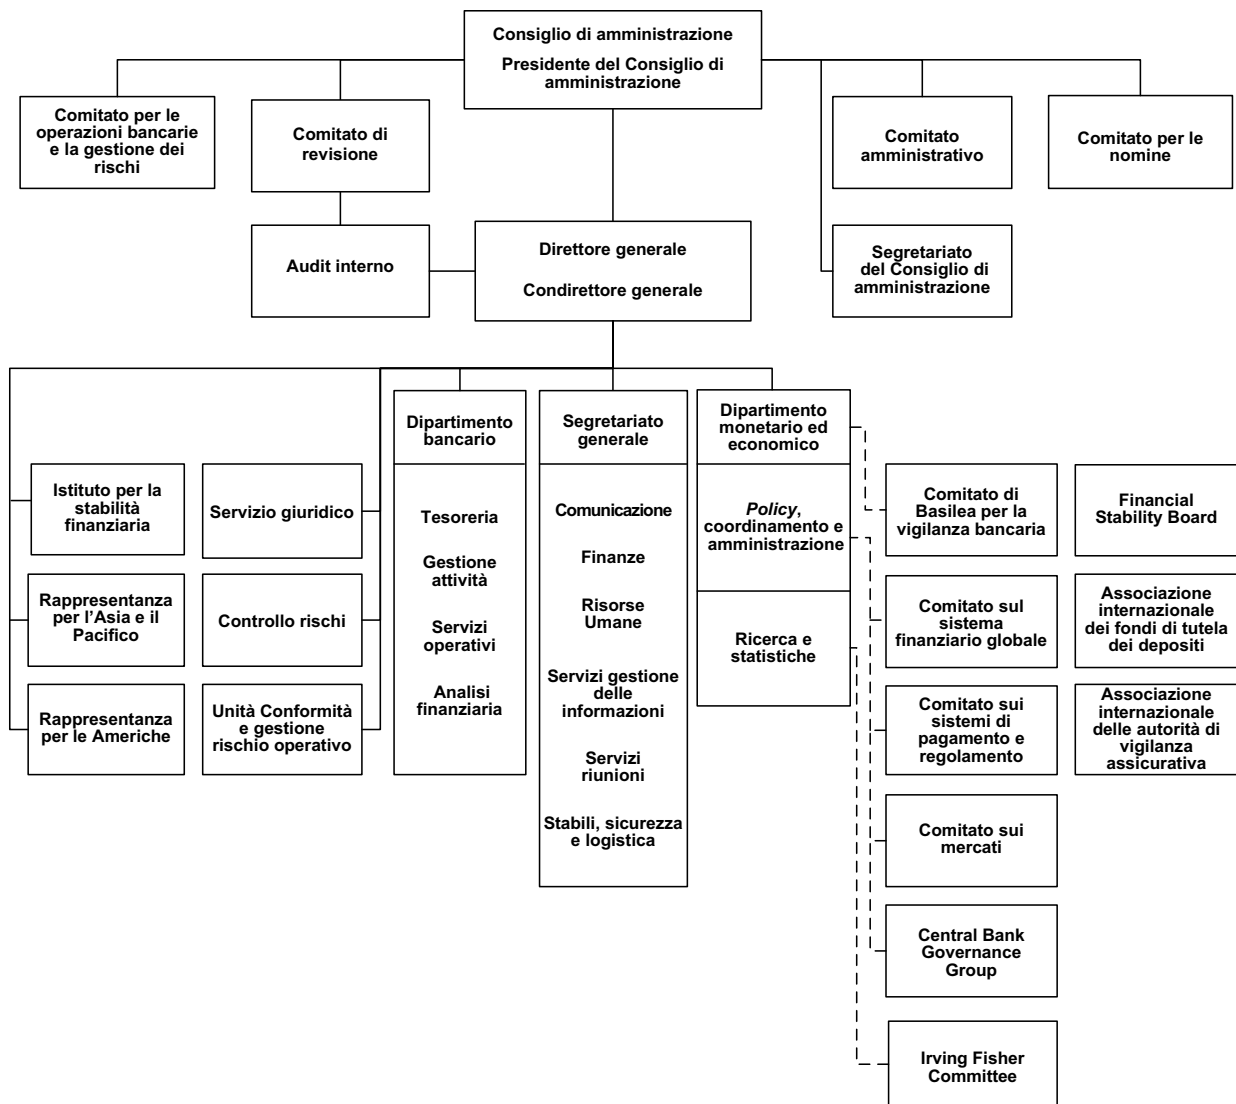 Consiglio di amministrazione
Presidente del Consiglio di
amministrazione
Comitato per le
operazioni bancarie
e la gestione dei
rischi
Comitato di
revisione
Comitato
amministrativo
Comitato per le
nomine
Audit interno
Direttore generale
Condirettore generale
Segretariato
del Consiglio di
amministrazione
Istituto per la
stabilità
finanziaria
Servizio giuridico
Rappresentanza
per l'Asia e il
Pacifico
Controllo rischi
Rappresentanza
per le Americhe
Unità Conformità
e gestione
rischio operativo
Dipartimento
bancario
Tesoreria
Gestione
attività
Servizi
operativi
Analisi
finanziaria
Segretariato
generale
Comunicazione
Finanze
Risorse
Umane
Servizi gestione
delle
informazioni
Servizi
riunioni
Stabili, sicurezza
e logistica
Dipartimento
monetario ed
economico
Policy,
coordinamento e
amministrazione
Ricerca e
statistiche
Comitato di
Basilea per la
vigilanza bancaria
Financial
Stability Board
Comitato sul
sistema
finanziario globale
Associazione
internazionale
dei fondi di tutela
dei depositi
Comitato sui
sistemi di
pagamento e
regolamento
Associazione
internazionale
delle autorità di
vigilanza
assicurativa
Comitato sui
mercati
Central Bank
Governance
Group
Irving Fisher
Committee